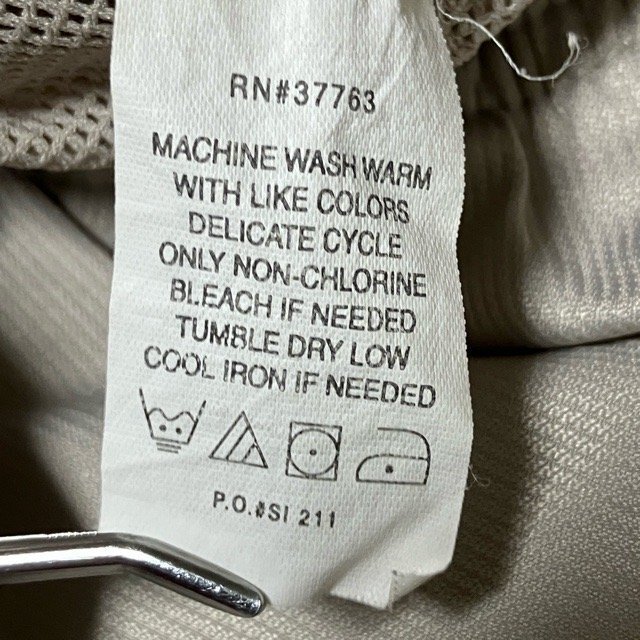 RN#37763
MACHINE WASH WARM
WITH LIKE COLORS
DELICATE CYCLE
ONLY NON-CHLORINE
BLEACH IF NEEDED
TUMBLE DRY LOW
COOL IRON IF NEEDED
P.O.#SI 211